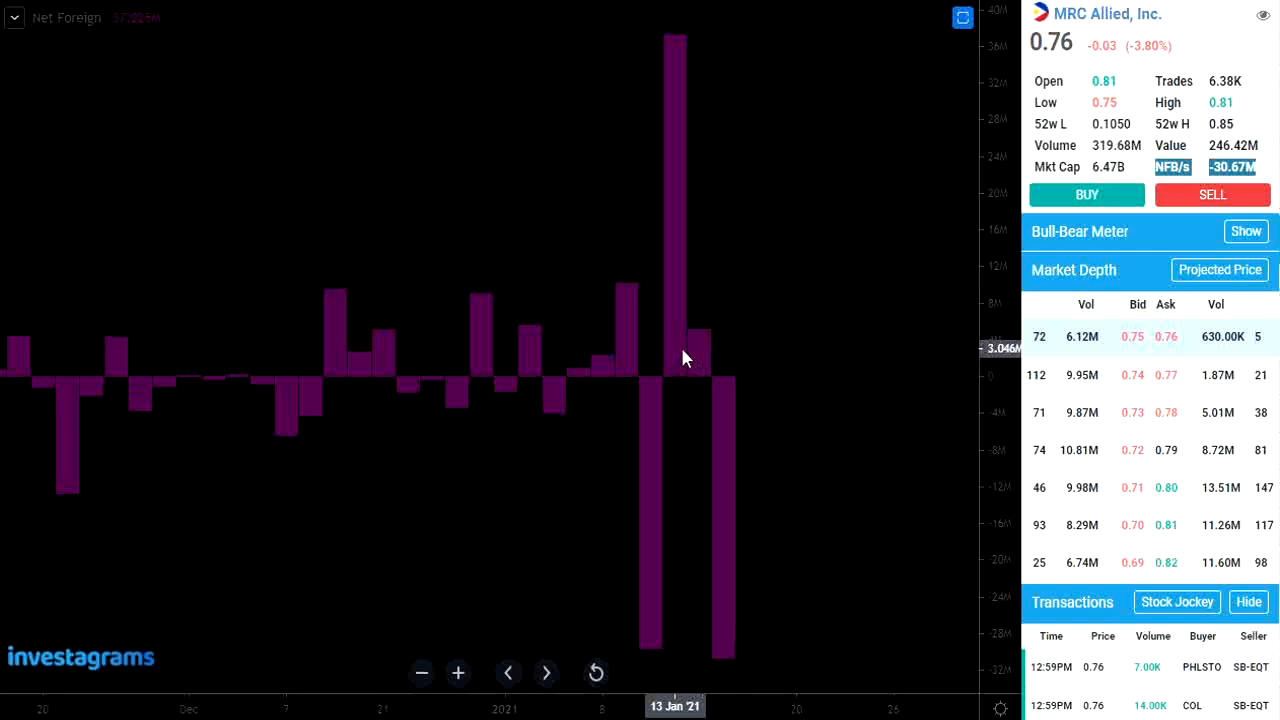 Net Foreign 37.226M
40M
36M
32M
28M
24M
20M
16M
12M
8M
3.046M
0
-4M
-8M
-12M
-16M
-20M
-24M
-28M
-32M
investagrams
20 Dec 7 21 2021 8 13 Jan '21 20 25
MRC Allied, Inc.
0.76 -0.03 (-3.80%)
Open 0.81 Trades 6.38K
Low 0.75 High 0.81
52w L 0.1050 52w H 0.85
Volume 319.68M Value 246.42M
Mkt Cap 6.47B NFB/s -30.67M
BUY SELL
Bull-Bear Meter Show
Market Depth Projected Price
Vol Bid Ask Vol
72 6.12M 0.75 0.76 630.00K 5
112 9.95M 0.74 0.77 1.87M 21
71 9.87M 0.73 0.78 5.01M 38
74 10.81M 0.72 0.79 8.72M 81
46 9.98M 0.71 0.80 13.51M 147
93 8.29M 0.70 0.81 11.26M 117
25 6.74M 0.69 0.82 11.60M 98
Transactions Stock Jockey Hide
Time Price Volume Buyer Seller
12:59PM 0.76 7.00K PHLSTO SB-EQT
12:59PM 0.76 14.00K COL SB-EQT